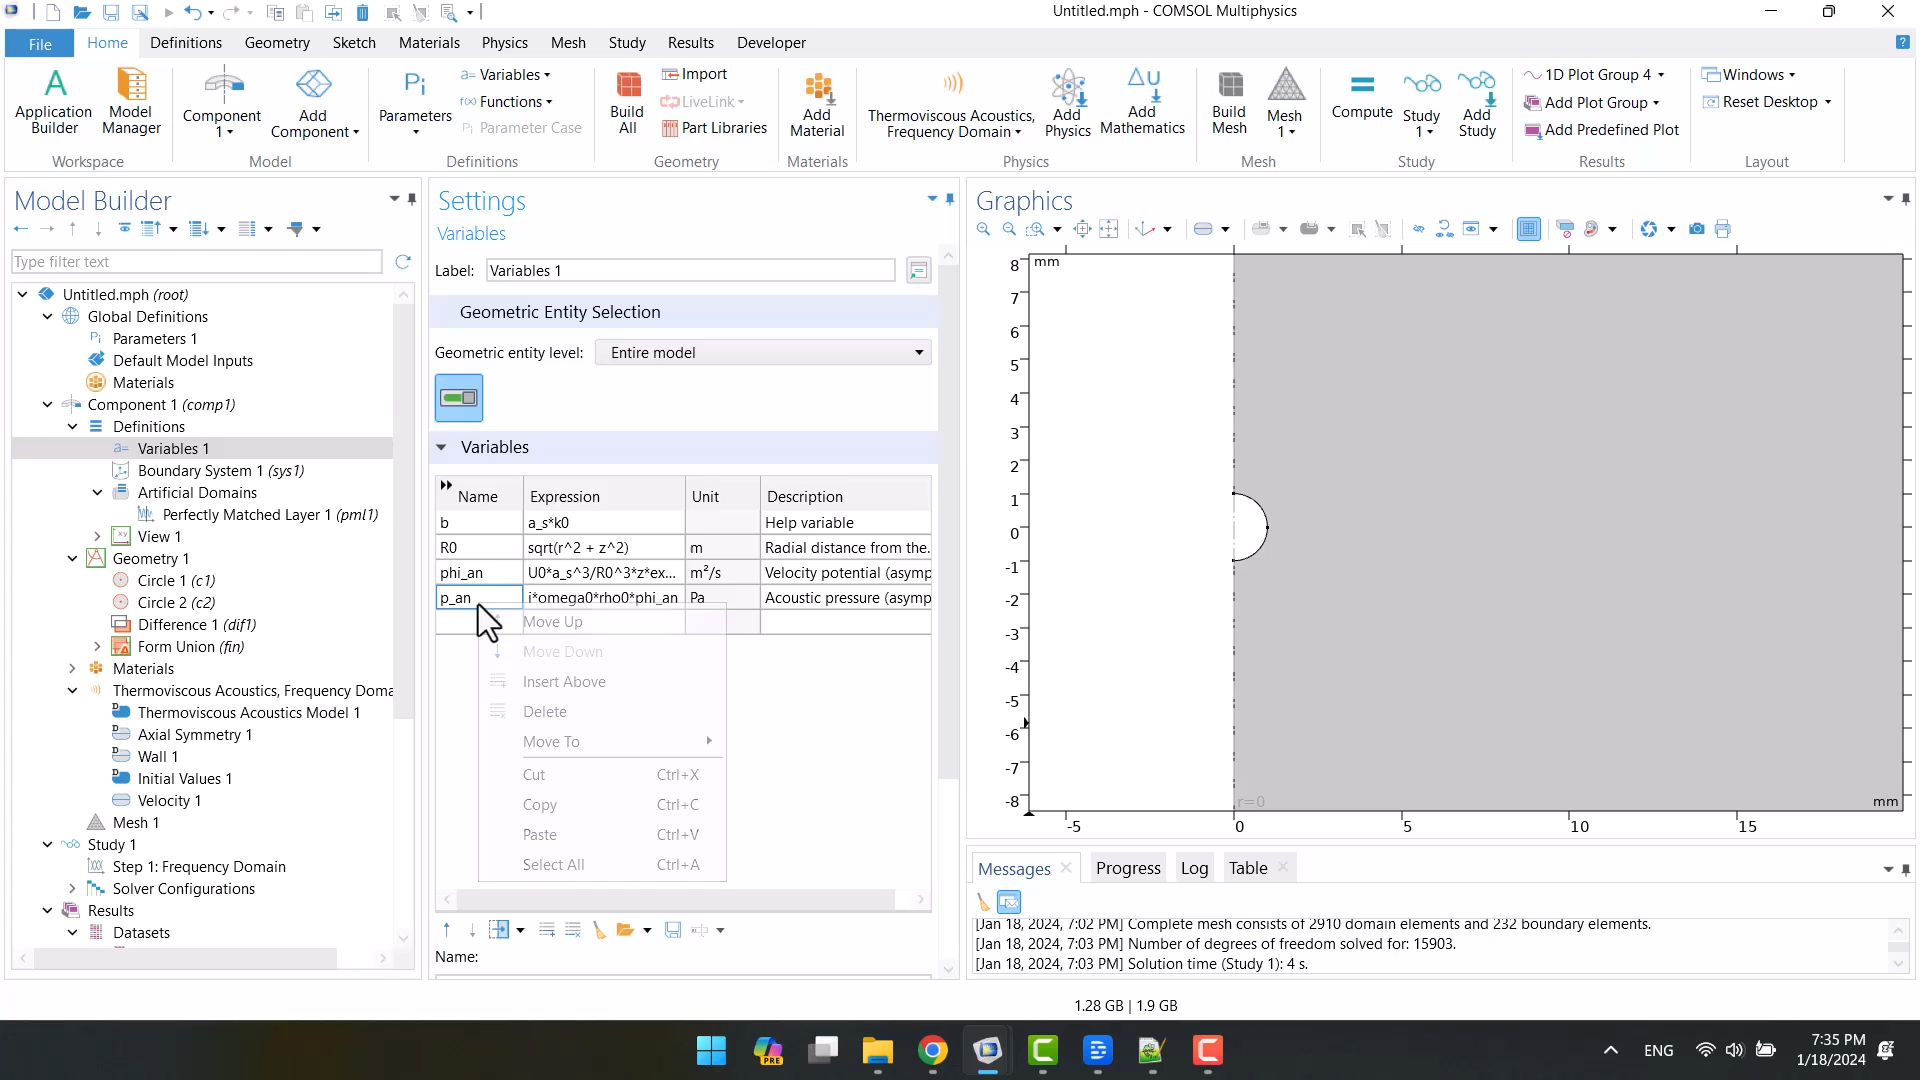 Untitled.mph - COMSOL Multiphysics
File Home Definitions Geometry Sketch Materials Physics Mesh Study Results Developer
Application Builder
Model Manager
Workspace
Component 1
Add Component
Model
Parameters
a= Variables
f(x) Functions
Pi Parameter Case
Definitions
Build All
Import
LiveLink
Part Libraries
Geometry
Add Material
Materials
Thermoviscous Acoustics, Frequency Domain
Add Physics
Add Mathematics
Physics
Build Mesh
Mesh 1
Mesh
Compute
Study 1
Add Study
Study
1D Plot Group 4
Add Plot Group
Add Predefined Plot
Results
Windows
Reset Desktop
Layout
Model Builder
Type filter text
Untitled.mph (root)
Global Definitions
Pi Parameters 1
Default Model Inputs
Materials
Component 1 (comp1)
Definitions
a= Variables 1
Boundary System 1 (sys1)
Artificial Domains
Perfectly Matched Layer 1 (pml1)
View 1
Geometry 1
Circle 1 (c1)
Circle 2 (c2)
Difference 1 (dif1)
Form Union (fin)
Materials
Thermoviscous Acoustics, Frequency Doma
Thermoviscous Acoustics Model 1
Axial Symmetry 1
Wall 1
Initial Values 1
Velocity 1
Mesh 1
Study 1
Step 1: Frequency Domain
Solver Configurations
Results
Datasets
Settings
Variables
Label: Variables 1
Geometric Entity Selection
Geometric entity level: Entire model
Variables
Name Expression Unit Description
b a_s*k0 Help variable
R0 sqrt(r^2 + z^2) m Radial distance from the.
phi_an U0*a_s^3/R0^3*z*ex... m²/s Velocity potential (asymp
p_an i*omega0*rho0*phi_an Pa Acoustic pressure (asymp
Move Up
Move Down
Insert Above
Delete
Move To
Cut Ctrl+X
Copy Ctrl+C
Paste Ctrl+V
Select All Ctrl+A
Name:
Graphics
mm
8
7
6
5
4
3
2
1
0
-1
-2
-3
-4
-5
-6
-7
-8
r=0
mm
-5 0 5 10 15
Messages Progress Log Table
[Jan 18, 2024, 7:02 PM] Complete mesh consists of 2910 domain elements and 232 boundary elements.
[Jan 18, 2024, 7:03 PM] Number of degrees of freedom solved for: 15903.
[Jan 18, 2024, 7:03 PM] Solution time (Study 1): 4 s.
1.28 GB | 1.9 GB
PRE
ENG
7:35 PM
1/18/2024